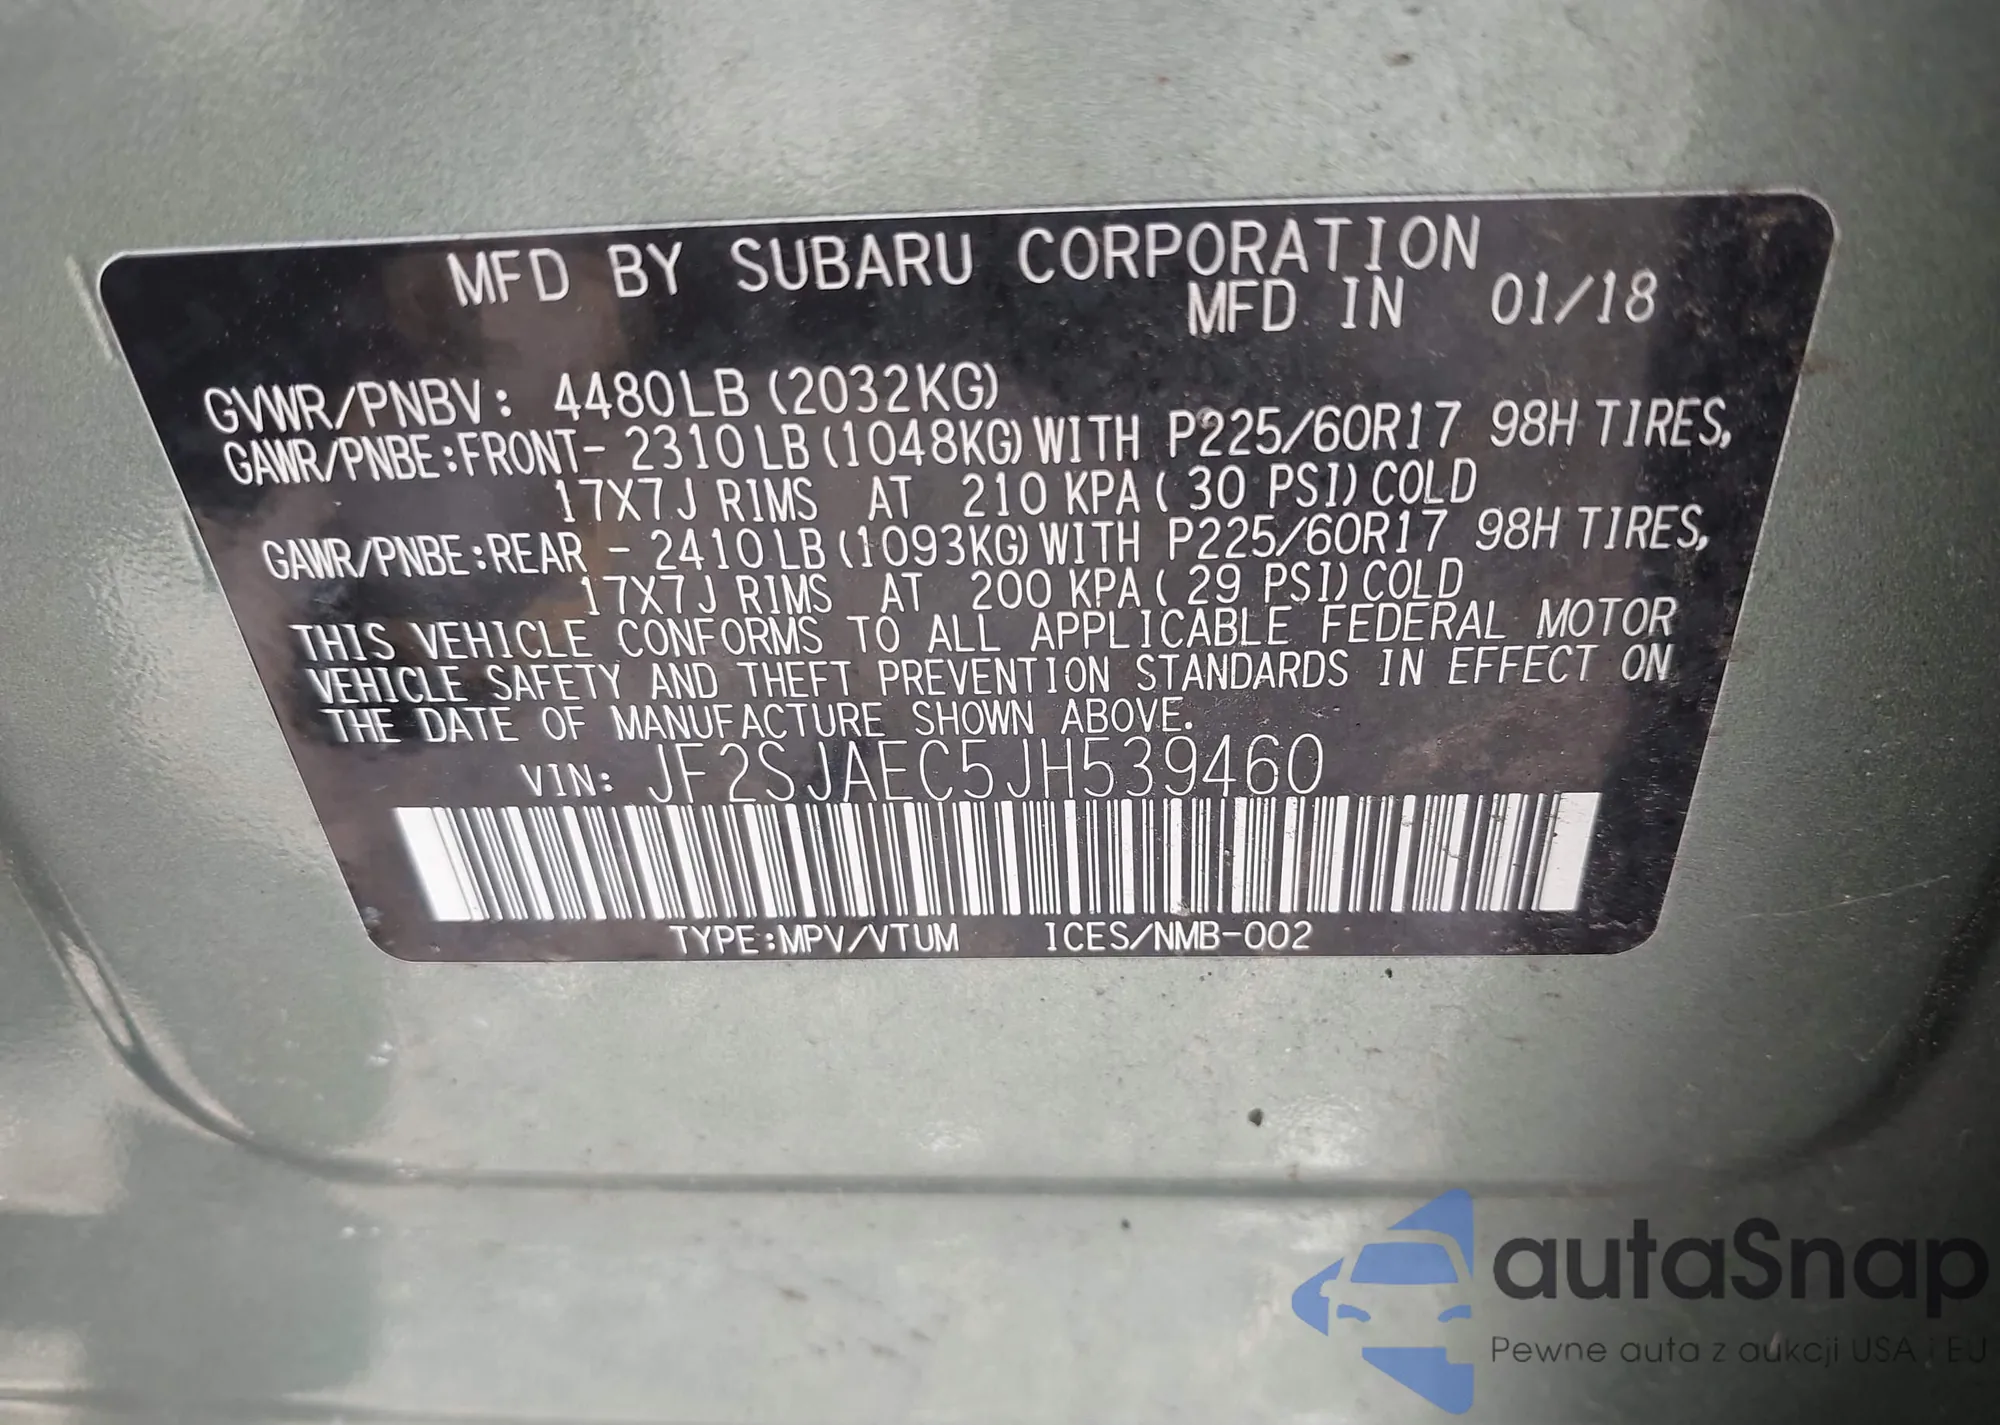 MFD BY SUBARU CORPORATION
MFD IN 01/18
GVWR/PNBV: 4480LB (2032KG)
GAWR/PNBE:FRONT- 2310LB (1048KG) WITH P225/60R17 98H TIRES,
17X7J RIMS AT 210 KPA ( 30 PSI) COLD
GAWR/PNBE:REAR - 2410LB (1093KG) WITH P225/60R17 98H TIRES,
17X7J RIMS AT 200 KPA ( 29 PSI) COLD
THIS VEHICLE CONFORMS TO ALL APPLICABLE FEDERAL MOTOR
VEHICLE SAFETY AND THEFT PREVENTION STANDARDS IN EFFECT ON
THE DATE OF MANUFACTURE SHOWN ABOVE.
VIN: JF2SJAEC5JH539460
TYPE:MPV/VTUM ICES/NMB-002
autaSnap
Pewne auta z aukcji USA i EU